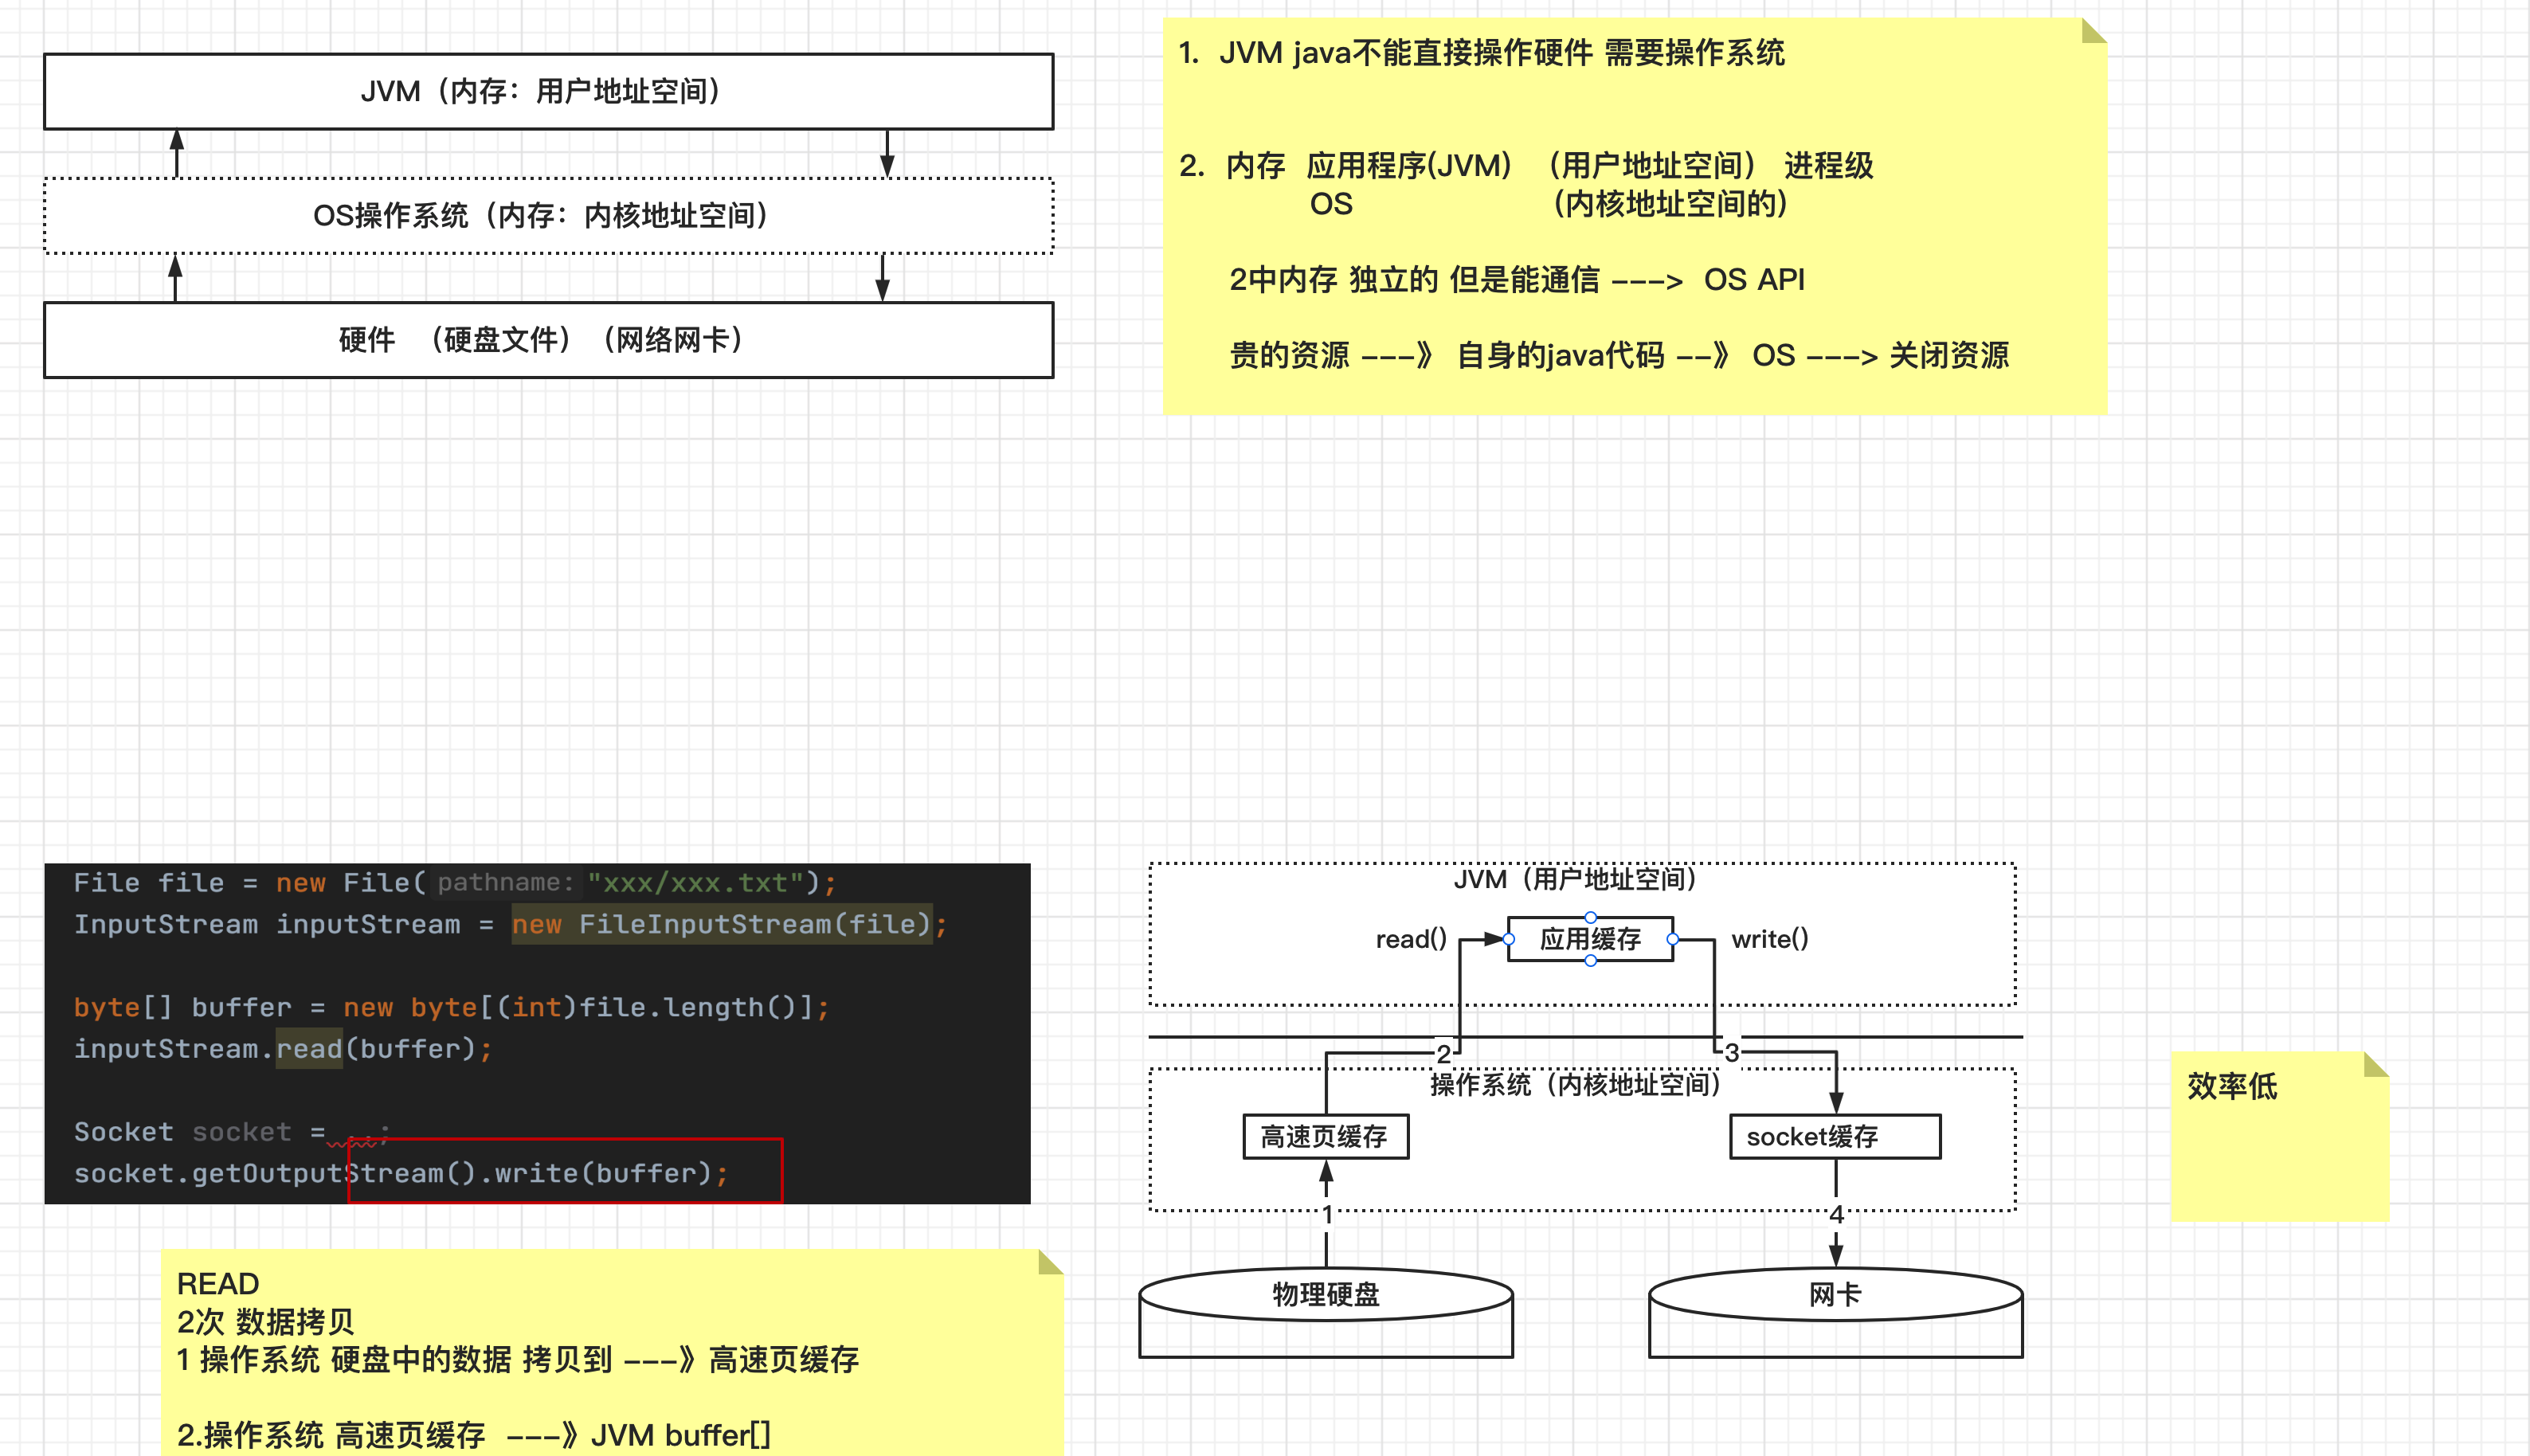 JVM（内存：用户地址空间）
OS操作系统（内存：内核地址空间）
硬件 （硬盘文件）（网络网卡）
1. JVM java不能直接操作硬件 需要操作系统
2. 内存 应用程序(JVM) （用户地址空间） 进程级
OS （内核地址空间的）
2中内存 独立的 但是能通信 ---> OS API
贵的资源 ---》 自身的java代码 --》 OS ---> 关闭资源
File file = new File( pathname: "xxx/xxx.txt");
InputStream inputStream = new FileInputStream(file);
byte[] buffer = new byte[(int)file.length()];
inputStream.read(buffer);
Socket socket = ...;
socket.getOutputStream().write(buffer);
READ
2次 数据拷贝
1 操作系统 硬盘中的数据 拷贝到 ---》高速页缓存
2.操作系统 高速页缓存 ---》JVM buffer[]
JVM（用户地址空间）
read()
应用缓存
write()
2
3
操作系统（内核地址空间）
高速页缓存
socket缓存
1
4
物理硬盘
网卡
效率低